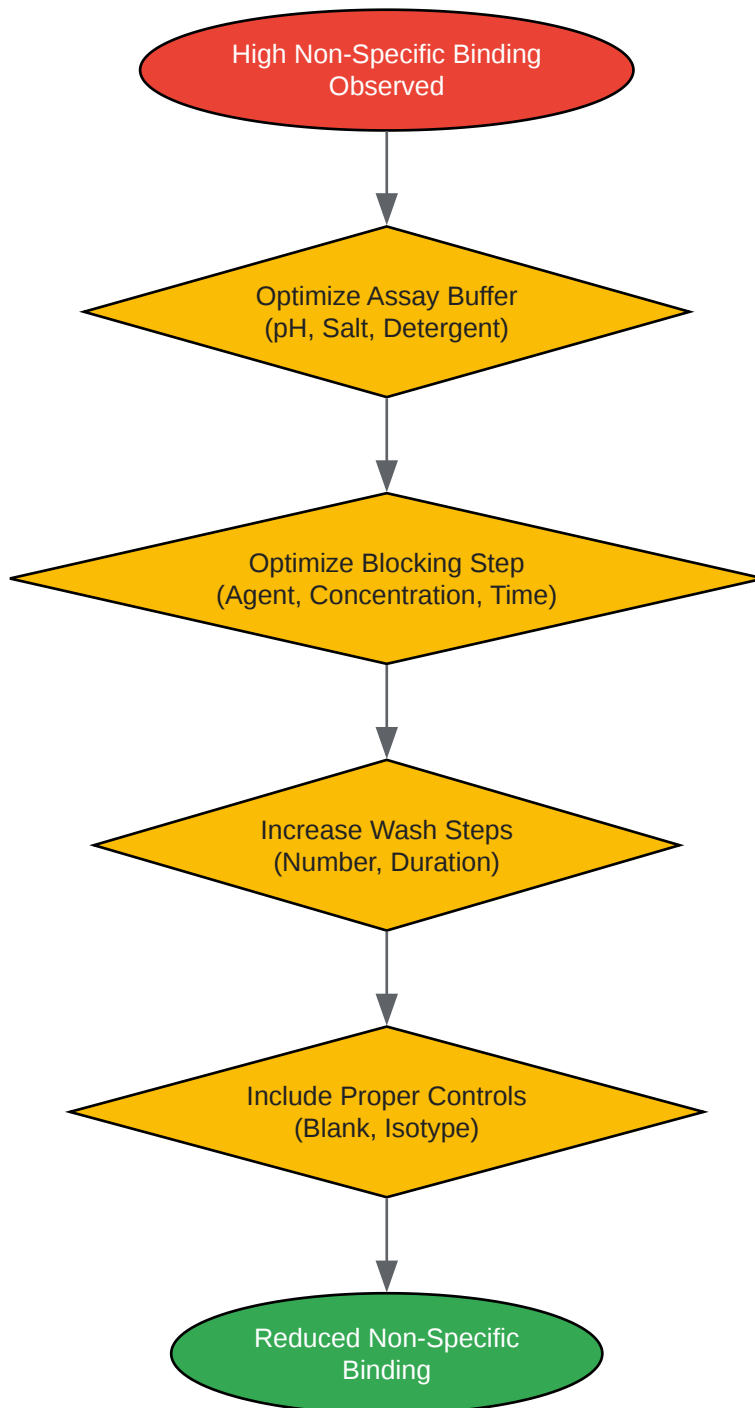 High Non-Specific Binding
Observed
Optimize Assay Buffer
(pH, Salt, Detergent)
Optimize Blocking Step
(Agent, Concentration, Time)
Increase Wash Steps
(Number, Duration)
Include Proper Controls
(Blank, Isotype)
Reduced Non-Specific
Binding